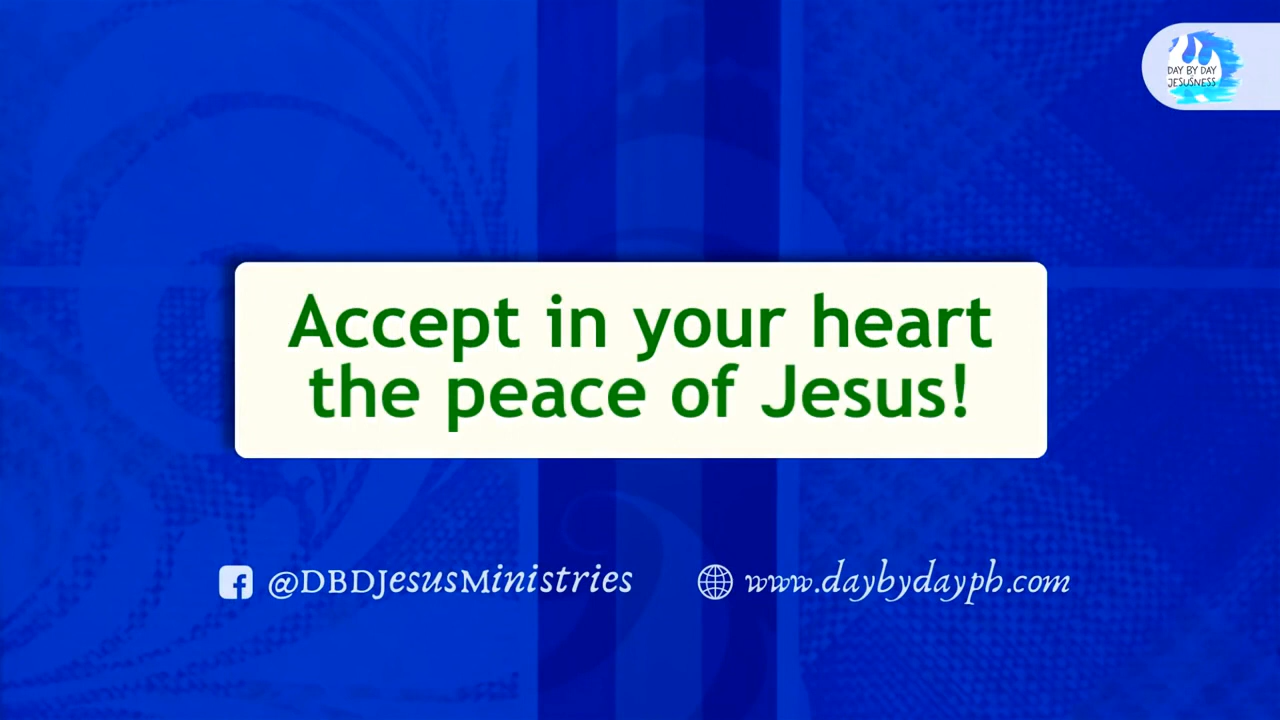 DAY BY DAY
JESUSNESS
Accept in your heart
the peace of Jesus!
@DBDJesusMinistries
www.daybydayph.com